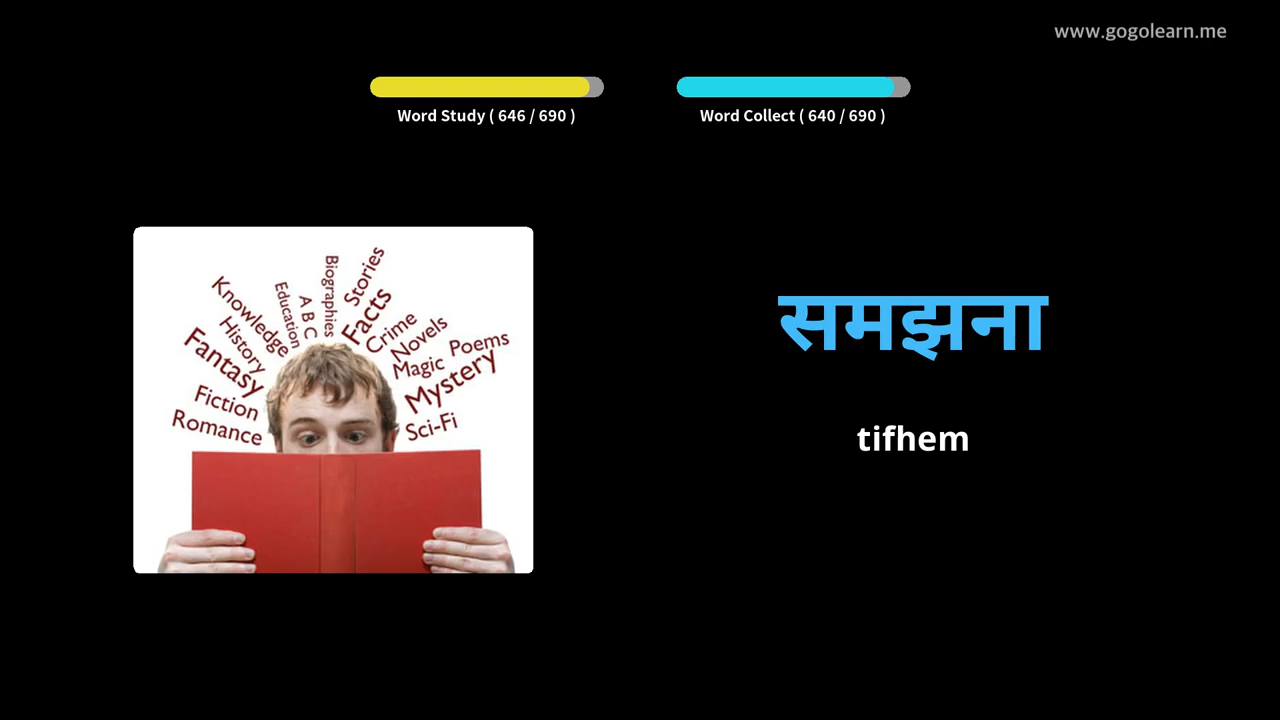 www.gogolearn.me
Word Study ( 646 / 690 )
Word Collect ( 640 / 690 )
Biographies
Stories
Education
A B C
Facts
Knowledge
Crime
History
Novels
Poems
Fantasy
Magic
Mystery
Fiction
Romance
Sci-Fi
समझना
tifhem